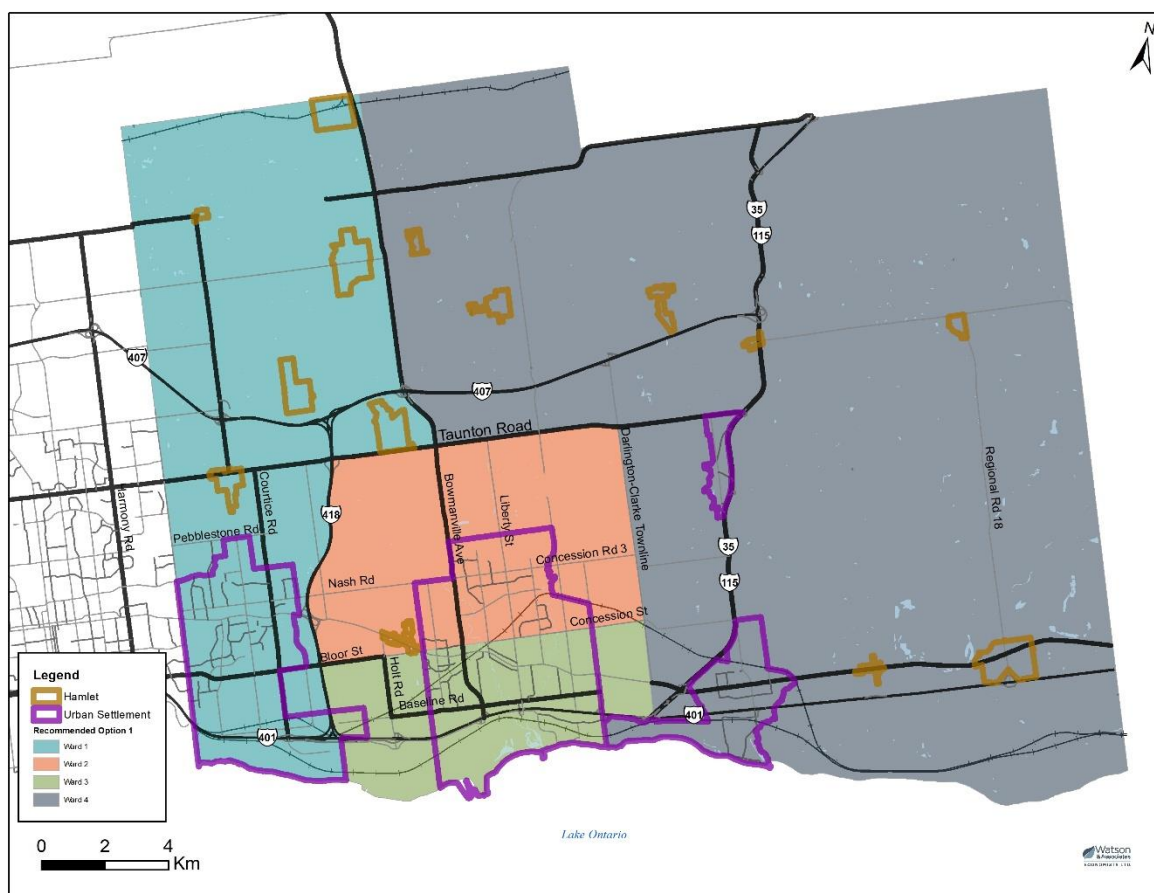 N
35
115
407
407
Taunton Road
Harmony Rd
Courtice Rd
418
Pebblestone Rd
Bowmanville Ave
Liberty St
Darlington-Clarke Townline
Regional Rd 18
Concession Rd 3
35
115
Nash Rd
Concession St
Bloor St
Holt Rd
Baseline Rd
401
401
Legend
Hamlet
Urban Settlement
Recommended Option 1
Ward 1
Ward 2
Ward 3
Ward 4
0 2 4
Km
Lake Ontario
Watson
& Associates
ECONOMISTS LTD.